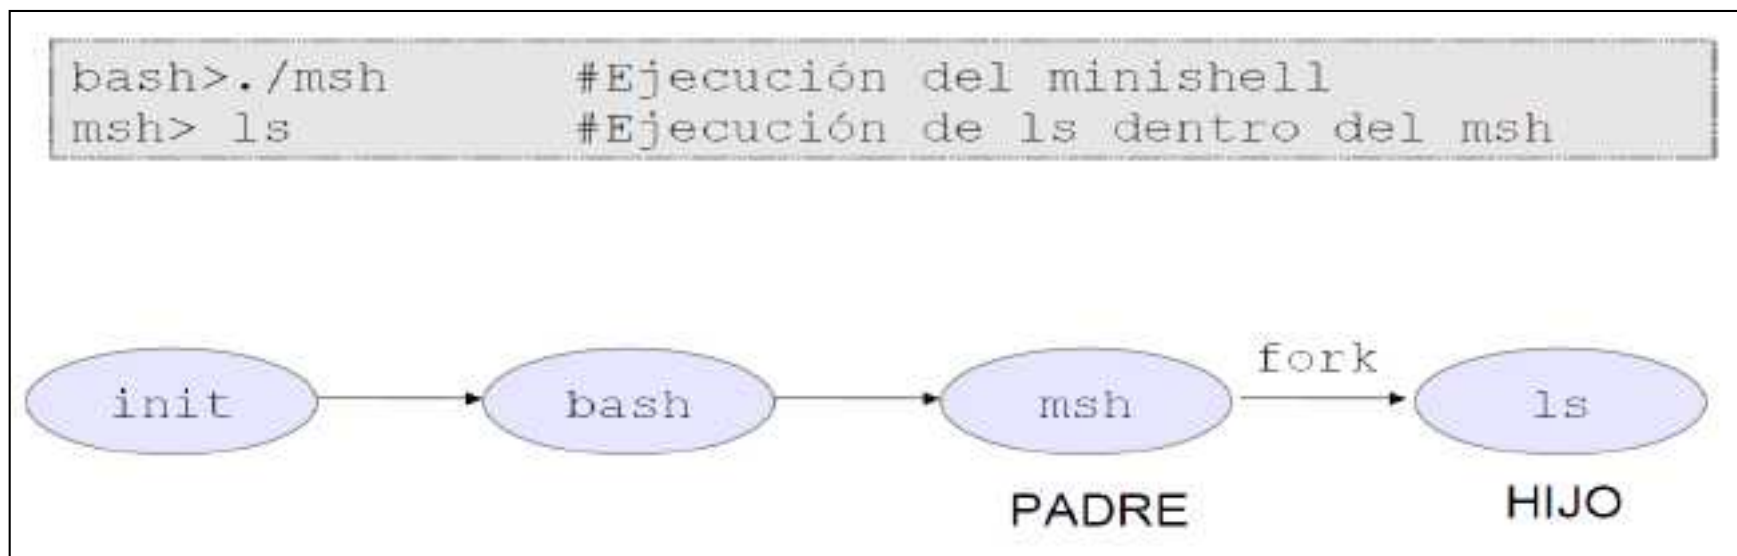 bash>./msh #Ejecución del minishell
msh> ls #Ejecución de ls dentro del msh
fork
init bash msh ls
PADRE HIJO